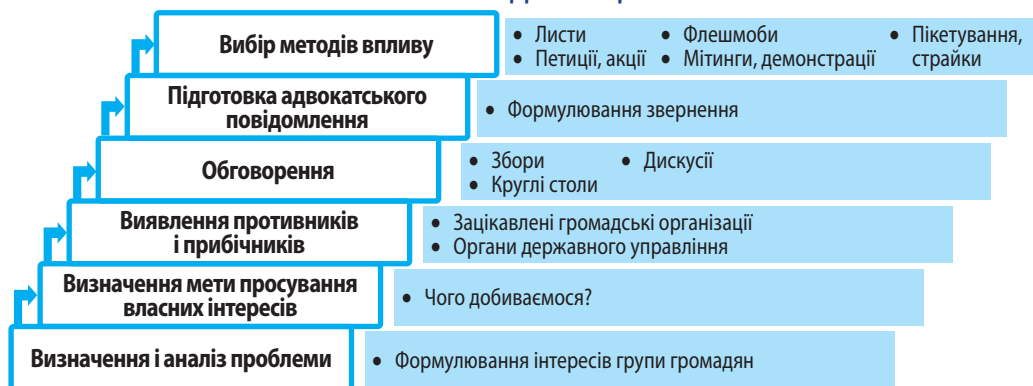 Вибір методів впливу
• Листи • Флешмоби • Пікетування,
• Петиції, акції • Мітинги, демонстрації страйки
Підготовка адвокатського
повідомлення
• Формулювання звернення
Обговорення
• Збори • Дискусії
• Круглі столи
Виявлення противників
і прибічників
• Зацікавлені громадські організації
• Органи державного управління
Визначення мети просування
власних інтересів
• Чого добиваємося?
Визначення і аналіз проблеми
• Формулювання інтересів групи громадян